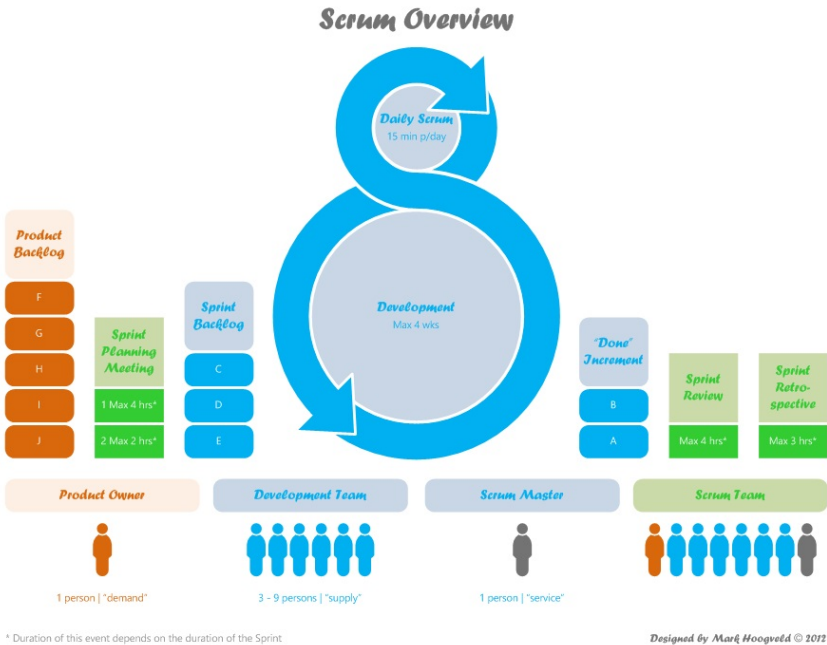 Scrum Overview
Daily Scrum
15 min p/day
Product
Backlog
F
G
H
I
J
Sprint
Planning
Meeting
1 Max 4 hrs*
2 Max 2 hrs*
Sprint
Backlog
C
D
E
Development
Max 4 wks
"Done"
Increment
B
A
Sprint
Review
Max 4 hrs*
Sprint
Retro-
spective
Max 3 hrs*
Product Owner
Development Team
Scrum Master
Scrum Team
1 person | "demand"
3 - 9 persons | "supply"
1 person | "service"
* Duration of this event depends on the duration of the Sprint
Designed by Mark Hoogveld © 2012